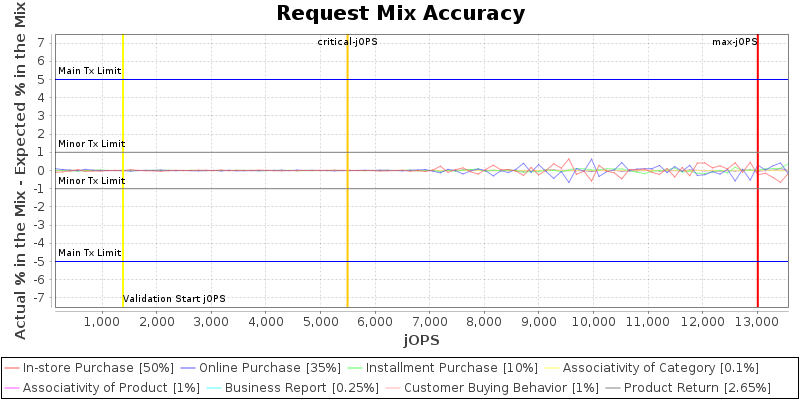 Request Mix Accuracy
Actual % in the Mix - Expected % in the Mix
7
6
5
4
3
2
1
0
-1
-2
-3
-4
-5
-6
-7
critical-jOPS
max-jOPS
Main Tx Limit
Minor Tx Limit
Minor Tx Limit
Main Tx Limit
Validation Start jOPS
1,000 2,000 3,000 4,000 5,000 6,000 7,000 8,000 9,000 10,000 11,000 12,000 13,000
jOPS
In-store Purchase [50%] Online Purchase [35%] Installment Purchase [10%] Associativity of Category [0.1%]
Associativity of Product [1%] Business Report [0.25%] Customer Buying Behavior [1%] Product Return [2.65%]